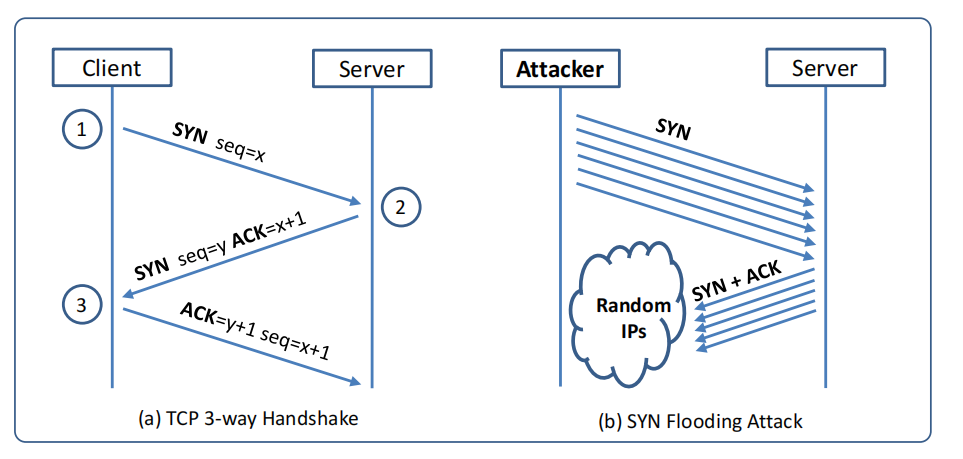 Client
Server
1
SYN seq=x
2
SYN seq=y ACK=x+1
3
ACK=y+1 seq=x+1
(a) TCP 3-way Handshake
Attacker
Server
SYN
SYN + ACK
Random
IPs
(b) SYN Flooding Attack